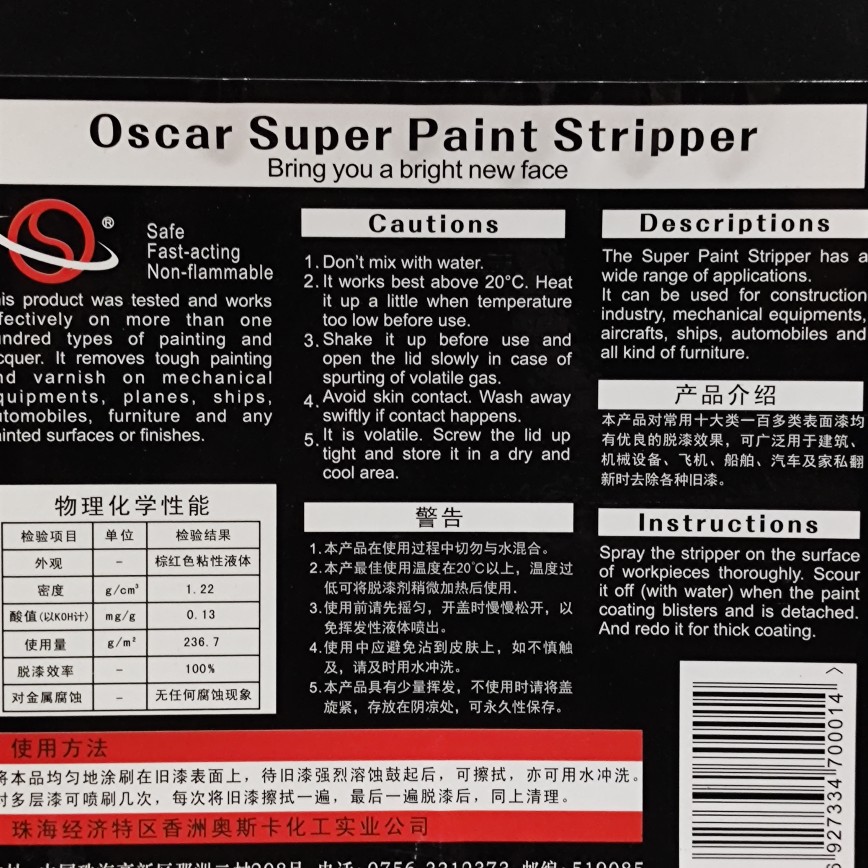 Oscar Super Paint Stripper
Bring you a bright new face
®
Safe
Fast-acting
Non-flammable
product was tested and works
on more than one
types of painting and
It removes tough painting
varnish on mechanical
planes, ships,
furniture and any
surfaces or finishes.
物理化学性能
检验项目 单位 检验结果
外观 - 棕红色粘性液体
密度 g/cm³ 1.22
酸值(以KOH计) mg/g 0.13
使用量 g/m² 236.7
脱漆效率 - 100%
对金属腐蚀 - 无任何腐蚀现象
Cautions
1. Don't mix with water.
2. It works best above 20°C. Heat
it up a little when temperature
too low before use.
3. Shake it up before use and
open the lid slowly in case of
spurting of volatile gas.
4. Avoid skin contact. Wash away
swiftly if contact happens.
5. It is volatile. Screw the lid up
tight and store it in a dry and
cool area.
警告
1.本产品在使用过程中切勿与水混合。
2.本产最佳使用温度在20℃以上，温度过
低可将脱漆剂稍微加热后使用.
3.使用前请先摇匀，开盖时慢慢松开，以
免挥发性液体喷出。
4.使用中应避免沾到皮肤上，如不慎触
及，请及时用水冲洗。
5.本产品具有少量挥发，不使用时请将盖
旋紧，存放在阴凉处，可永久性保存。
Descriptions
The Super Paint Stripper has a
wide range of applications.
It can be used for construction
industry, mechanical equipments,
aircrafts, ships, automobiles and
all kind of furniture.
产品介绍
本产品对常用十大类一百多类表面漆均
有优良的脱漆效果，可广泛用于建筑、
机械设备、飞机、船舶、汽车及家私翻
新时去除各种旧漆。
Instructions
Spray the stripper on the surface
of workpieces thoroughly. Scour
it off (with water) when the paint
coating blisters and is detached.
And redo it for thick coating.
使用方法
将本品均匀地涂刷在旧漆表面上，待旧漆强烈溶蚀鼓起后，可擦拭，亦可用水冲洗。
对多层漆可喷刷几次，每次将旧漆擦拭一遍，最后一遍脱漆后，同上清理。
珠海经济特区香洲奥斯卡化工实业公司
6 927334 700014 >